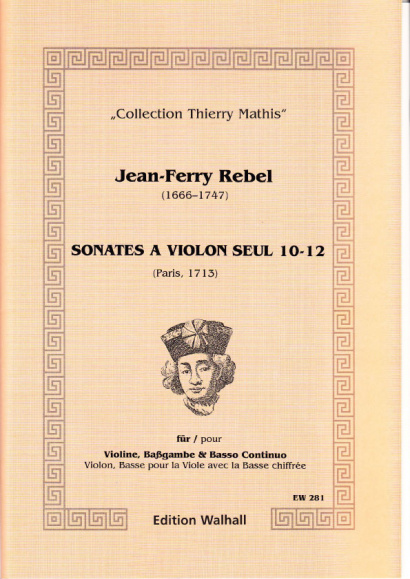 „Collection Thierry Mathis“
Jean-Ferry Rebel
(1666–1747)
SONATES A VIOLON SEUL 10-12
(Paris, 1713)
für / pour
Violine, Baßgambe & Basso Continuo
Violon, Basse pour la Viole avec la Basse chiffrée
EW 281
Edition Walhall